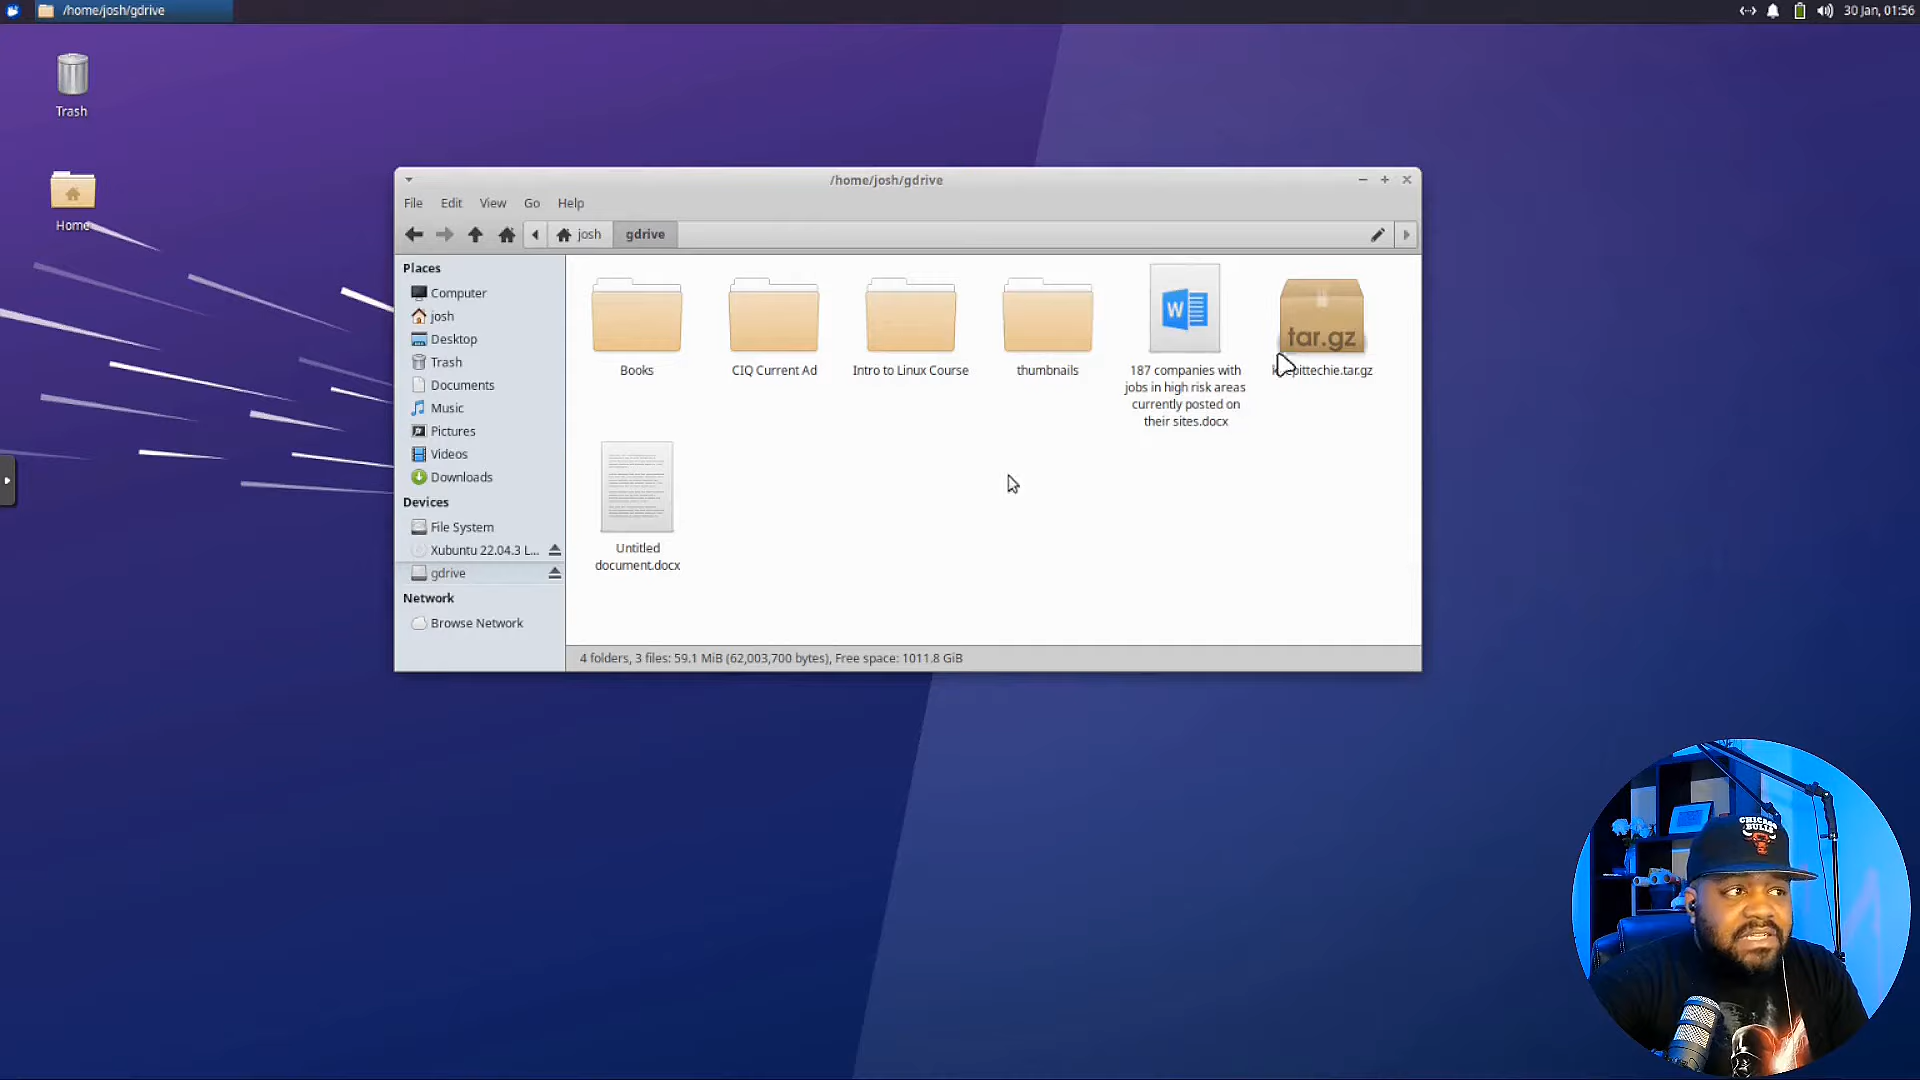 /home/josh/gdrive
30 Jan, 01:56
Trash
Home
/home/josh/gdrive
File Edit View Go Help
josh gdrive
Places
Computer
josh
Desktop
Trash
Documents
Music
Pictures
Videos
Downloads
Devices
File System
Xubuntu 22.04.3 L...
gdrive
Network
Browse Network
W
tar.gz
Books
CIQ Current Ad
Intro to Linux Course
thumbnails
187 companies with
jobs in high risk areas
currently posted on
their sites.docx
Untitled
document.docx
4 folders, 3 files: 59.1 MiB (62,003,700 bytes), Free space: 1011.8 GiB
CHICAGO
BULLS